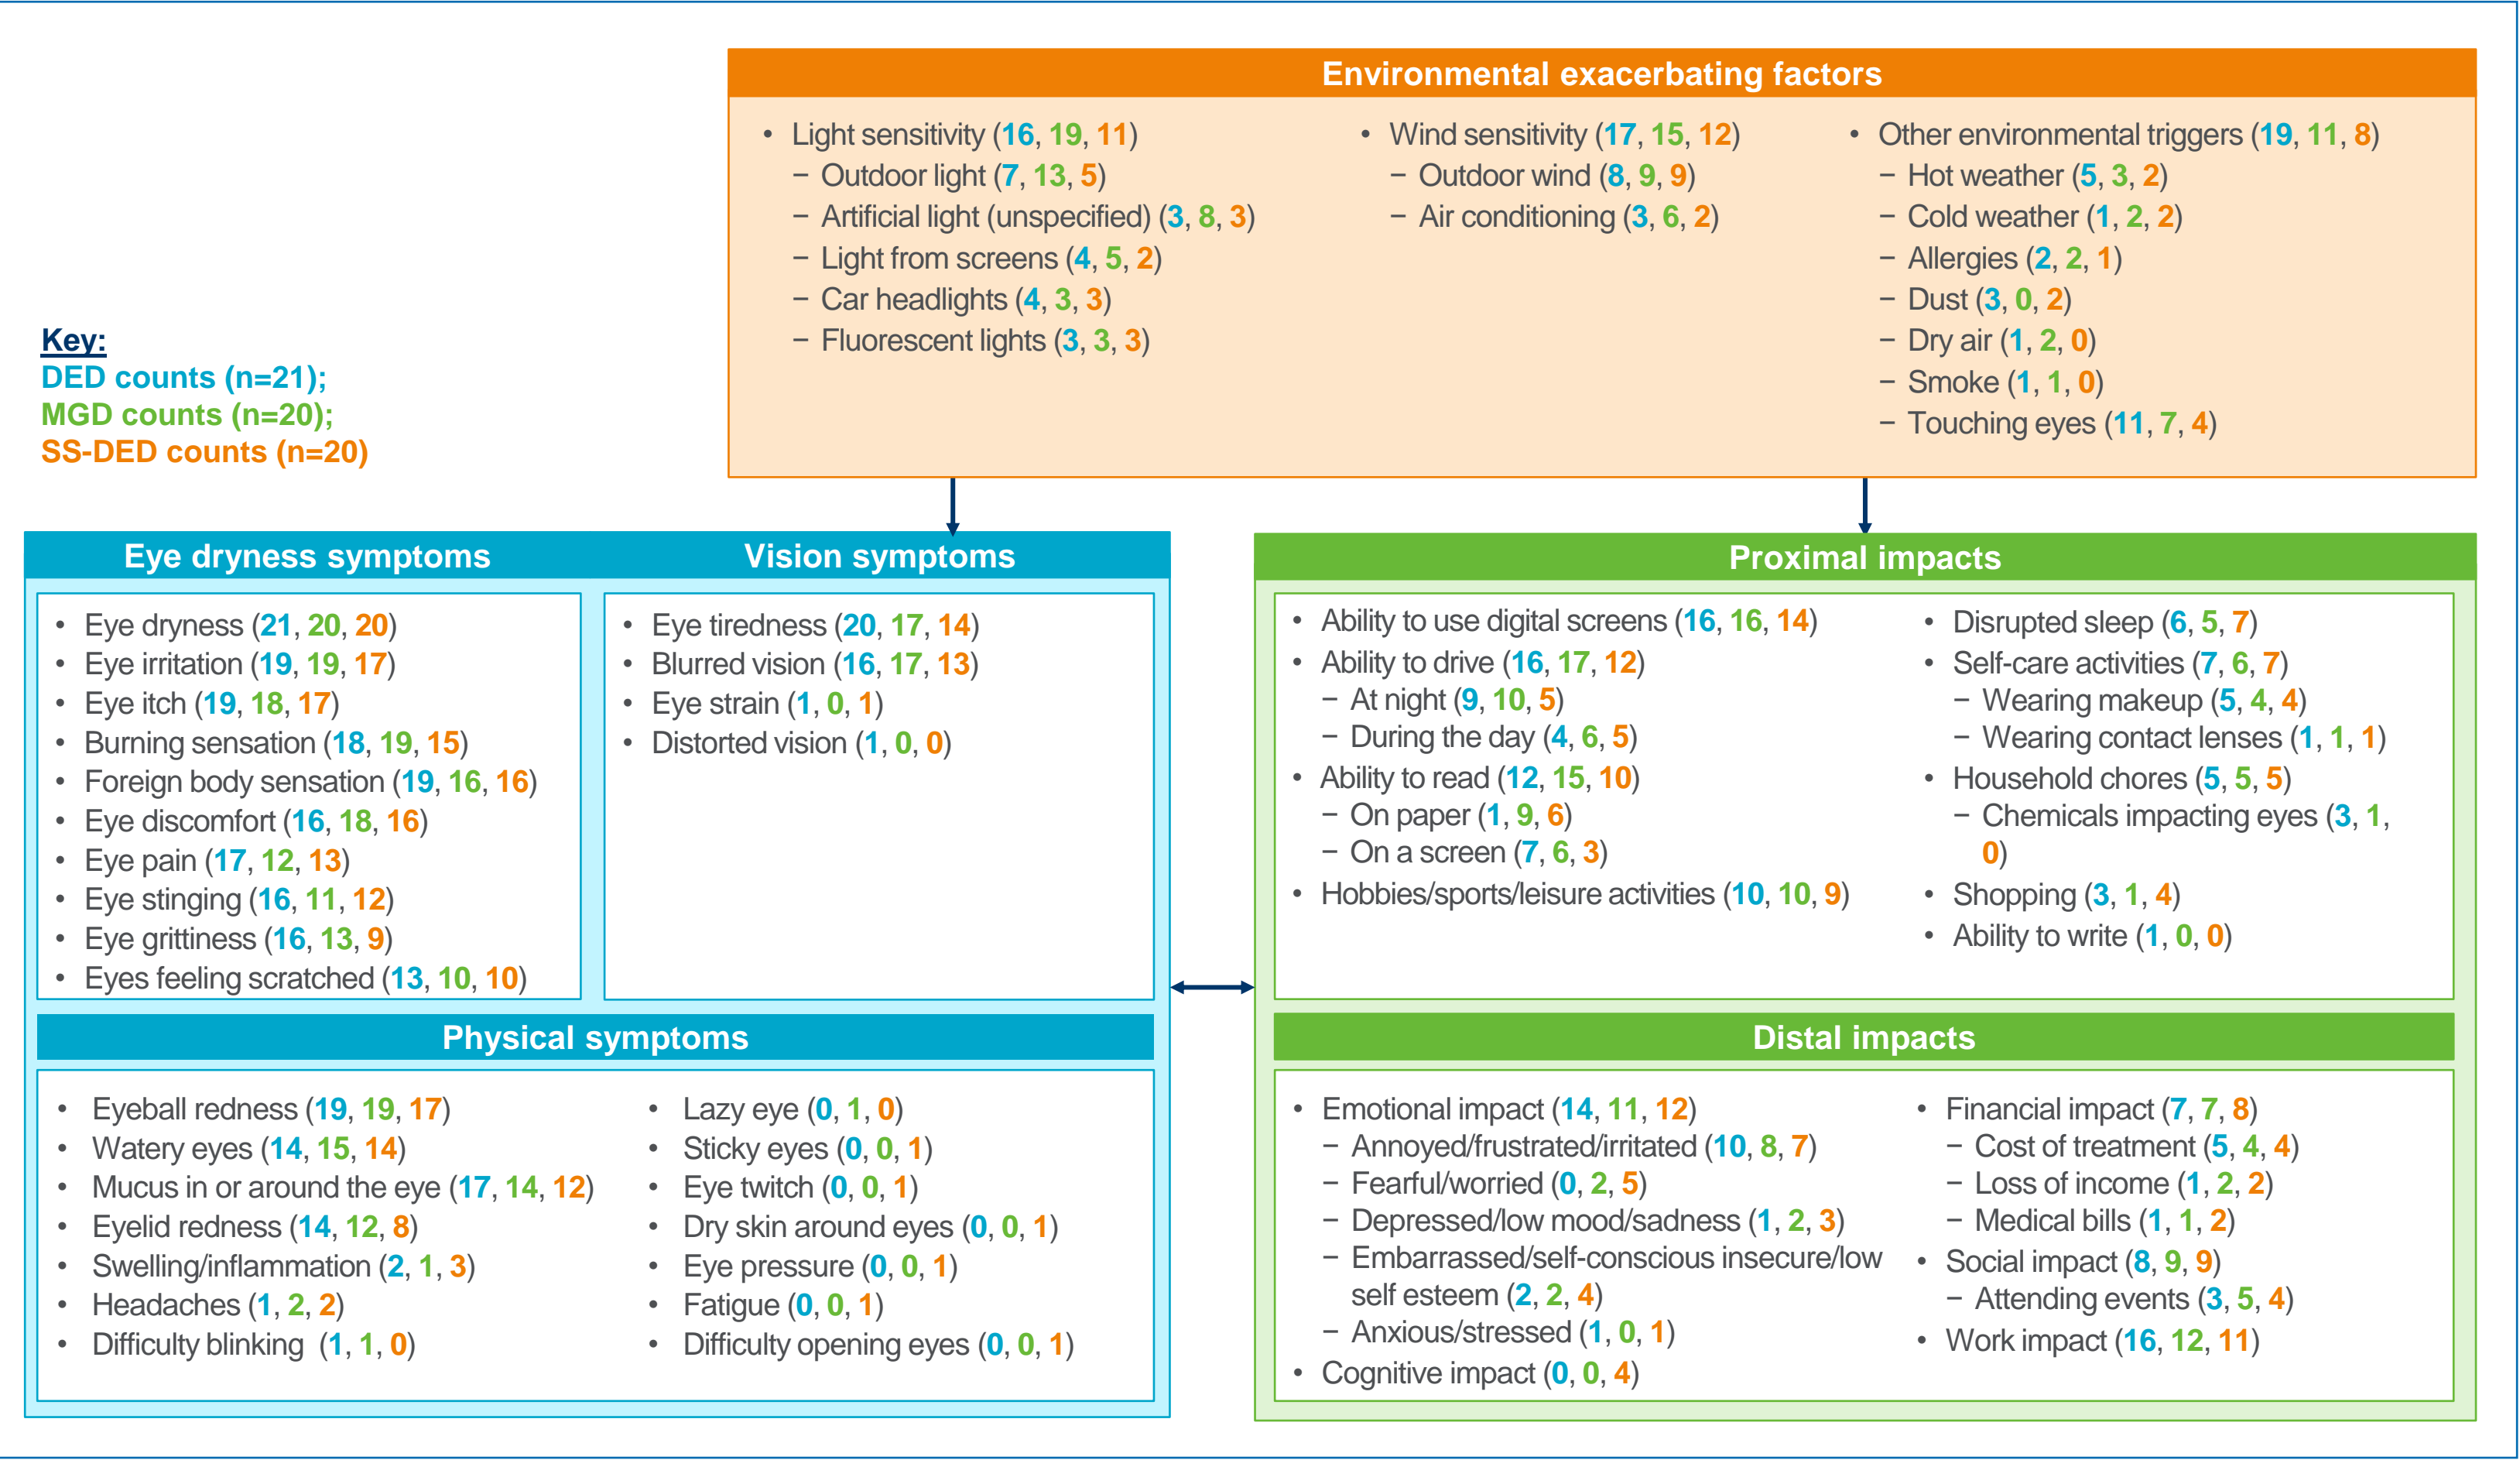 Environmental exacerbating factors
• Light sensitivity (16, 19, 11)
− Outdoor light (7, 13, 5)
− Artificial light (unspecified) (3, 8, 3)
− Light from screens (4, 5, 2)
− Car headlights (4, 3, 3)
− Fluorescent lights (3, 3, 3)
• Wind sensitivity (17, 15, 12)
− Outdoor wind (8, 9, 9)
− Air conditioning (3, 6, 2)
• Other environmental triggers (19, 11, 8)
− Hot weather (5, 3, 2)
− Cold weather (1, 2, 2)
− Allergies (2, 2, 1)
− Dust (3, 0, 2)
− Dry air (1, 2, 0)
− Smoke (1, 1, 0)
− Touching eyes (11, 7, 4)
Key:
DED counts (n=21);
MGD counts (n=20);
SS-DED counts (n=20)
Eye dryness symptoms
• Eye dryness (21, 20, 20)
• Eye irritation (19, 19, 17)
• Eye itch (19, 18, 17)
• Burning sensation (18, 19, 15)
• Foreign body sensation (19, 16, 16)
• Eye discomfort (16, 18, 16)
• Eye pain (17, 12, 13)
• Eye stinging (16, 11, 12)
• Eye grittiness (16, 13, 9)
• Eyes feeling scratched (13, 10, 10)
Vision symptoms
• Eye tiredness (20, 17, 14)
• Blurred vision (16, 17, 13)
• Eye strain (1, 0, 1)
• Distorted vision (1, 0, 0)
Physical symptoms
• Eyeball redness (19, 19, 17)
• Watery eyes (14, 15, 14)
• Mucus in or around the eye (17, 14, 12)
• Eyelid redness (14, 12, 8)
• Swelling/inflammation (2, 1, 3)
• Headaches (1, 2, 2)
• Difficulty blinking (1, 1, 0)
• Lazy eye (0, 1, 0)
• Sticky eyes (0, 0, 1)
• Eye twitch (0, 0, 1)
• Dry skin around eyes (0, 0, 1)
• Eye pressure (0, 0, 1)
• Fatigue (0, 0, 1)
• Difficulty opening eyes (0, 0, 1)
Proximal impacts
• Ability to use digital screens (16, 16, 14)
• Ability to drive (16, 17, 12)
− At night (9, 10, 5)
− During the day (4, 6, 5)
• Ability to read (12, 15, 10)
− On paper (1, 9, 6)
− On a screen (7, 6, 3)
• Hobbies/sports/leisure activities (10, 10, 9)
• Disrupted sleep (6, 5, 7)
• Self-care activities (7, 6, 7)
− Wearing makeup (5, 4, 4)
− Wearing contact lenses (1, 1, 1)
• Household chores (5, 5, 5)
− Chemicals impacting eyes (3, 1,
0)
• Shopping (3, 1, 4)
• Ability to write (1, 0, 0)
Distal impacts
• Emotional impact (14, 11, 12)
− Annoyed/frustrated/irritated (10, 8, 7)
− Fearful/worried (0, 2, 5)
− Depressed/low mood/sadness (1, 2, 3)
− Embarrassed/self-conscious insecure/low
self esteem (2, 2, 4)
− Anxious/stressed (1, 0, 1)
• Cognitive impact (0, 0, 4)
• Financial impact (7, 7, 8)
− Cost of treatment (5, 4, 4)
− Loss of income (1, 2, 2)
− Medical bills (1, 1, 2)
• Social impact (8, 9, 9)
− Attending events (3, 5, 4)
• Work impact (16, 12, 11)